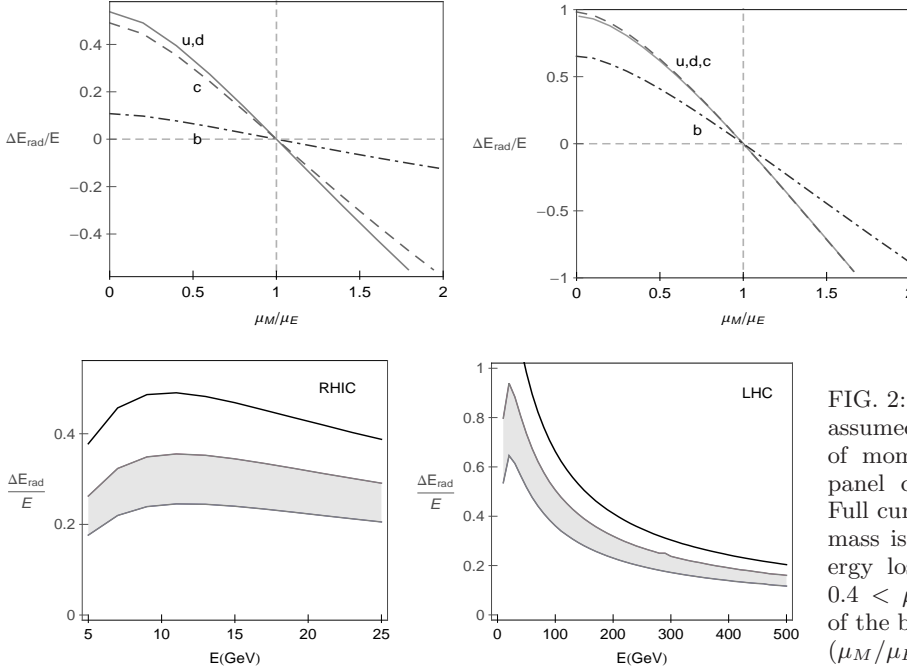 0.4
0.2
0
−0.2
−0.4
ΔE_rad/E
u,d
c
b
0 0.5 1 1.5 2
μ_M/μ_E
1
0.5
0
−0.5
−1
ΔE_rad/E
u,d,c
b
0 0.5 1 1.5 2
μ_M/μ_E
0.4
0.2
0
ΔE_rad
E
RHIC
5 10 15 20 25
E(GeV)
1
0.8
0.6
0.4
0.2
0
ΔE_rad
E
LHC
0 100 200 300 400 500
E(GeV)
FIG. 2:
assumed
of mom
panel c
Full cur
mass is
ergy los
0.4 < μ
of the b
(μ_M/μ_E